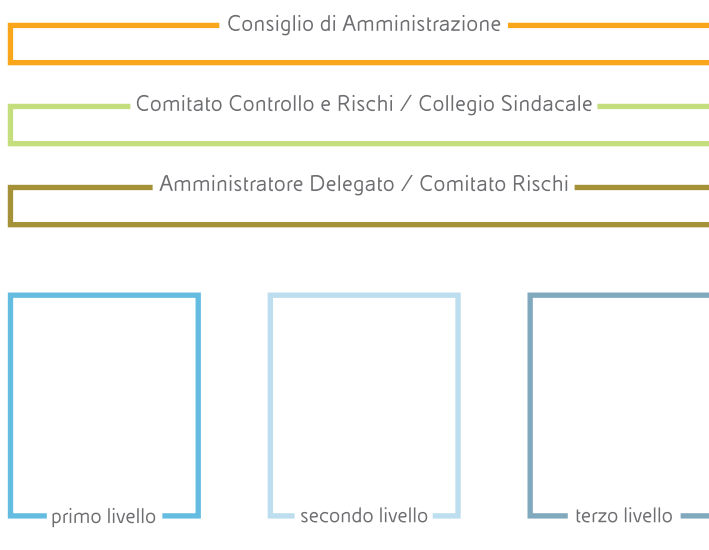 Consiglio di Amministrazione
Comitato Controllo e Rischi / Collegio Sindacale
Amministratore Delegato / Comitato Rischi
primo livello
secondo livello
terzo livello